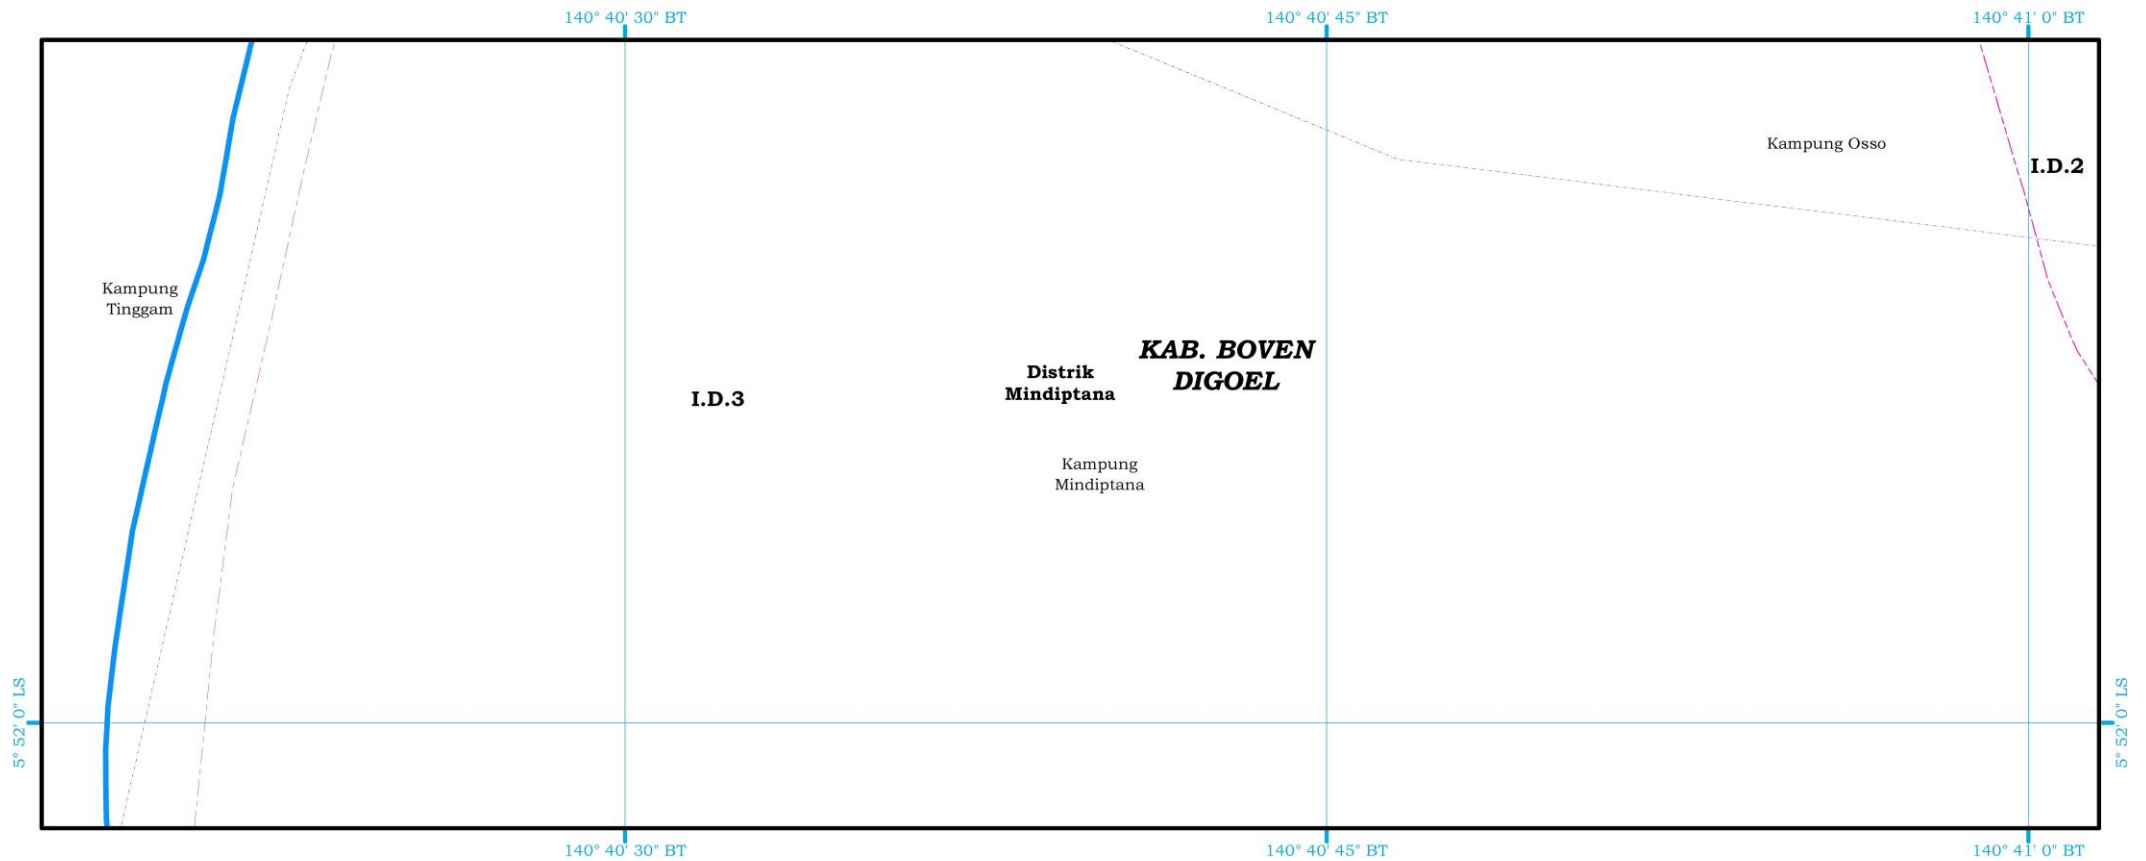 140° 40' 30" BT
140° 40' 45" BT
140° 41' 0" BT
Kampung Osso
I.D.2
Kampung
Tinggam
KAB. BOVEN
DIGOEL
Distrik
Mindiptana
I.D.3
Kampung
Mindiptana
5° 52' 0" LS
5° 52' 0" LS
140° 40' 30" BT
140° 40' 45" BT
140° 41' 0" BT